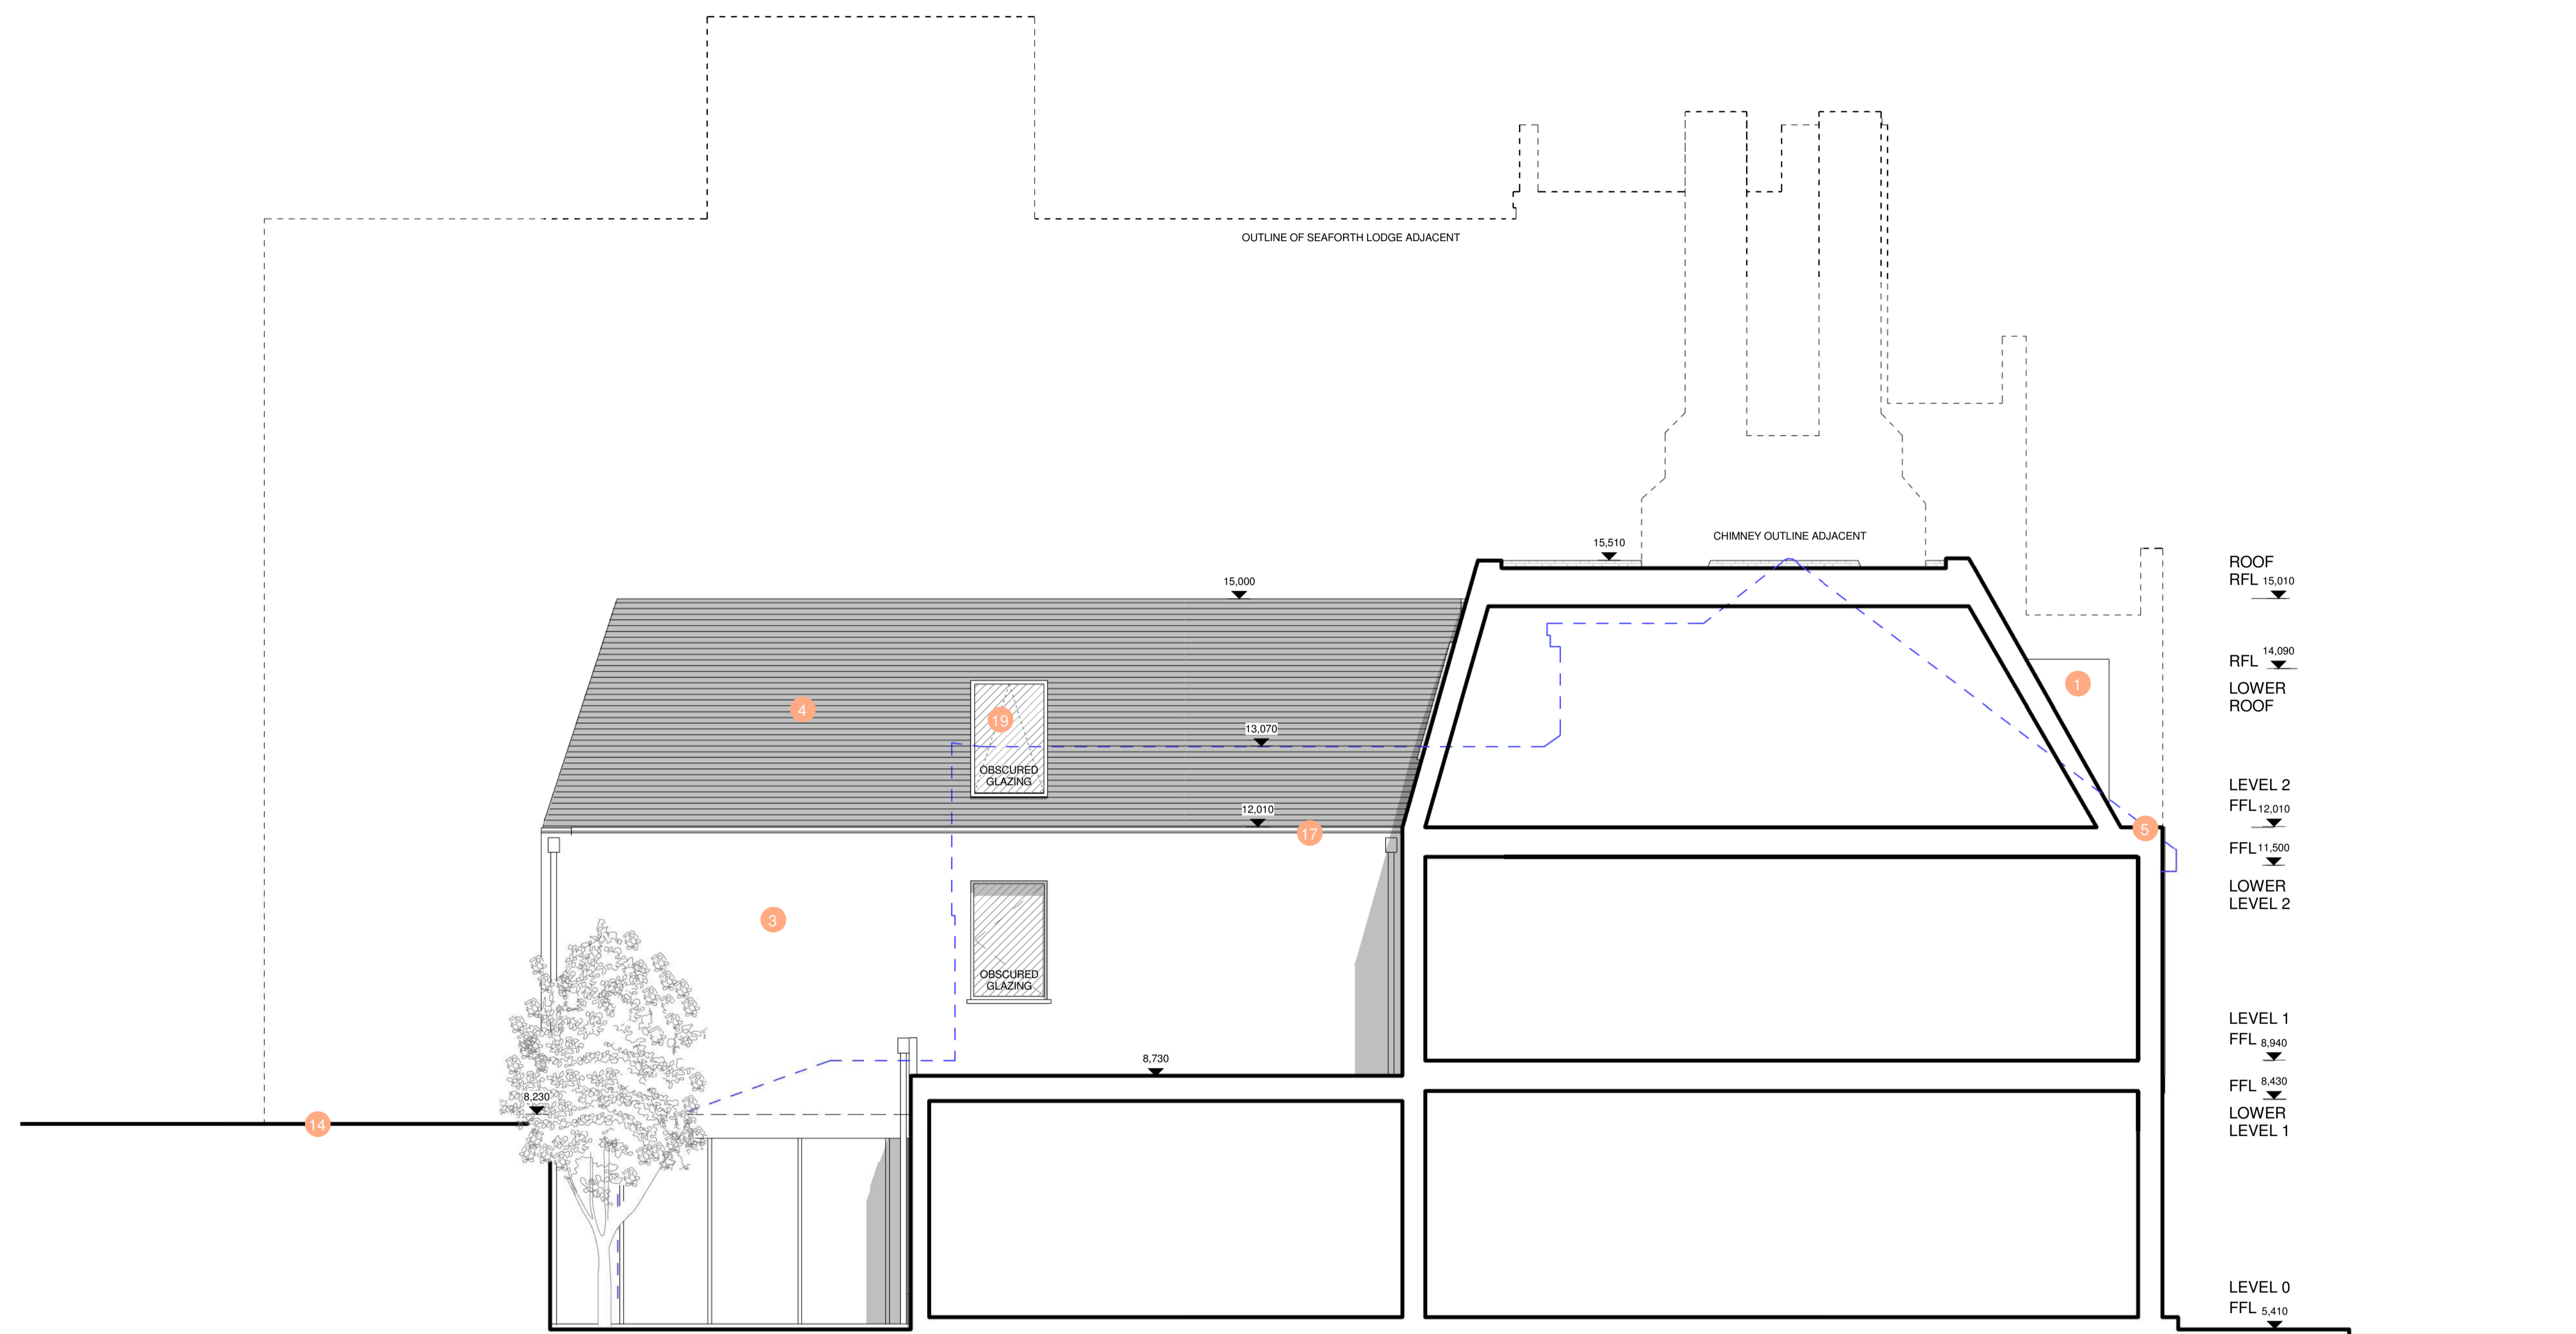 OUTLINE OF SEAFORTH LODGE ADJACENT
CHIMNEY OUTLINE ADJACENT
15,510
15,000
ROOF
RFL 15,010
14,090
RFL
LOWER
ROOF
1
4
19
13,070
OBSCURED
GLAZING
12,010
17
LEVEL 2
FFL 12,010
5
FFL 11,500
LOWER
LEVEL 2
3
OBSCURED
GLAZING
LEVEL 1
FFL 8,940
8,730
FFL 8,430
LOWER
LEVEL 1
8,230
14
LEVEL 0
FFL 5,410